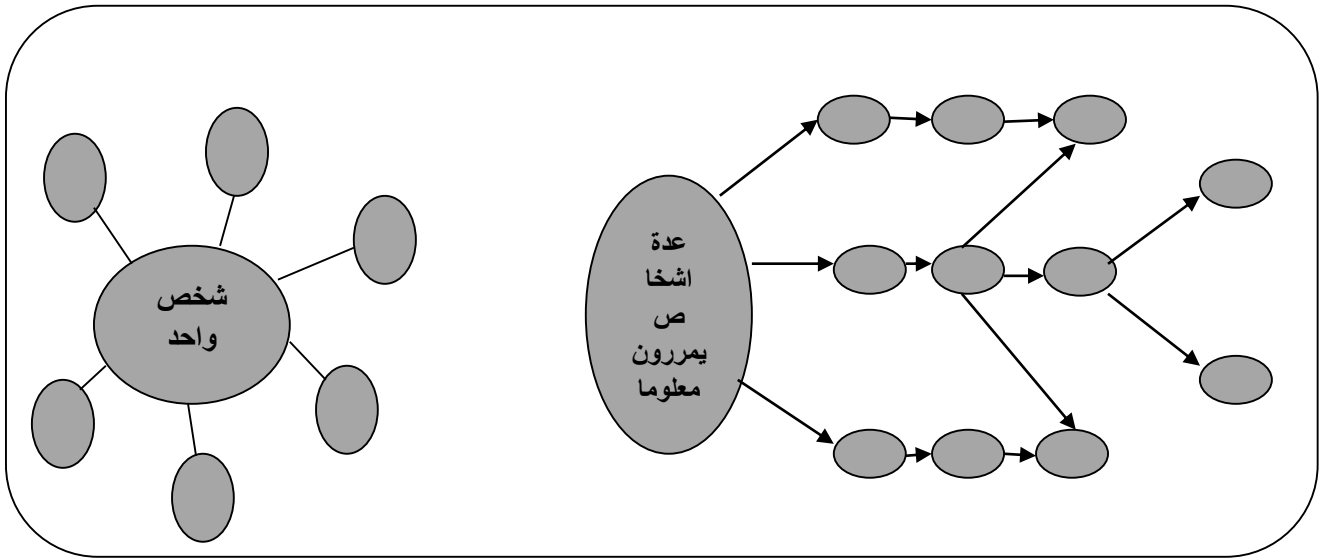 شخص
واحد
عدة
اشخا
ص
يمررون
معلوما